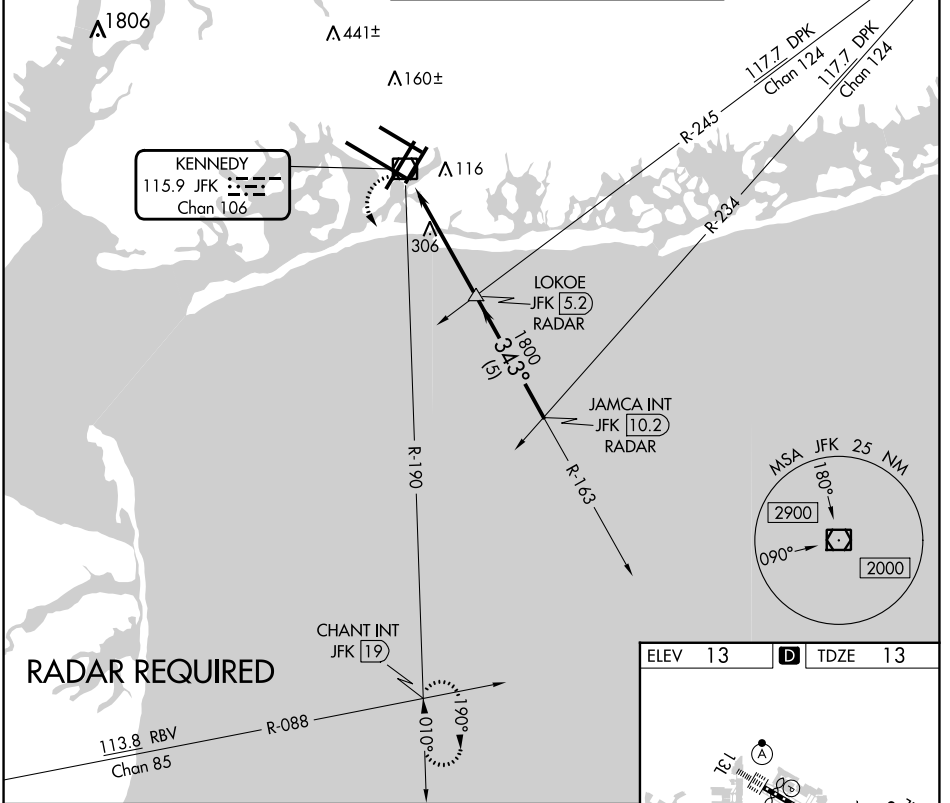 1806
441±
160±
116
306
117.7 DPK
Chan 124
117.7 DPK
Chan 124
R-245
R-234
KENNEDY
115.9 JFK
Chan 106
LOKOE
JFK 5.2
RADAR
1800
343°
(5)
JAMCA INT
JFK 10.2
RADAR
R-190
R-163
MSA JFK 25 NM
180°
2900
090°
2000
CHANT INT
JFK 19
RADAR REQUIRED
190°
010°
R-088
113.8 RBV
Chan 85
ELEV 13 D TDZE 13
A
13L
P